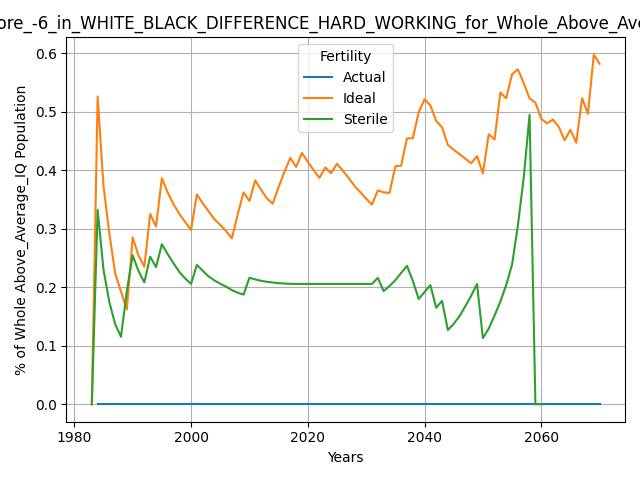 ore_-6_in_WHITE_BLACK_DIFFERENCE_HARD_WORKING_for_Whole_Above_Ave
Fertility
Actual
Ideal
Sterile
% of Whole Above_Average_IQ Population
0.6
0.5
0.4
0.3
0.2
0.1
0.0
1980
2000
2020
2040
2060
Years